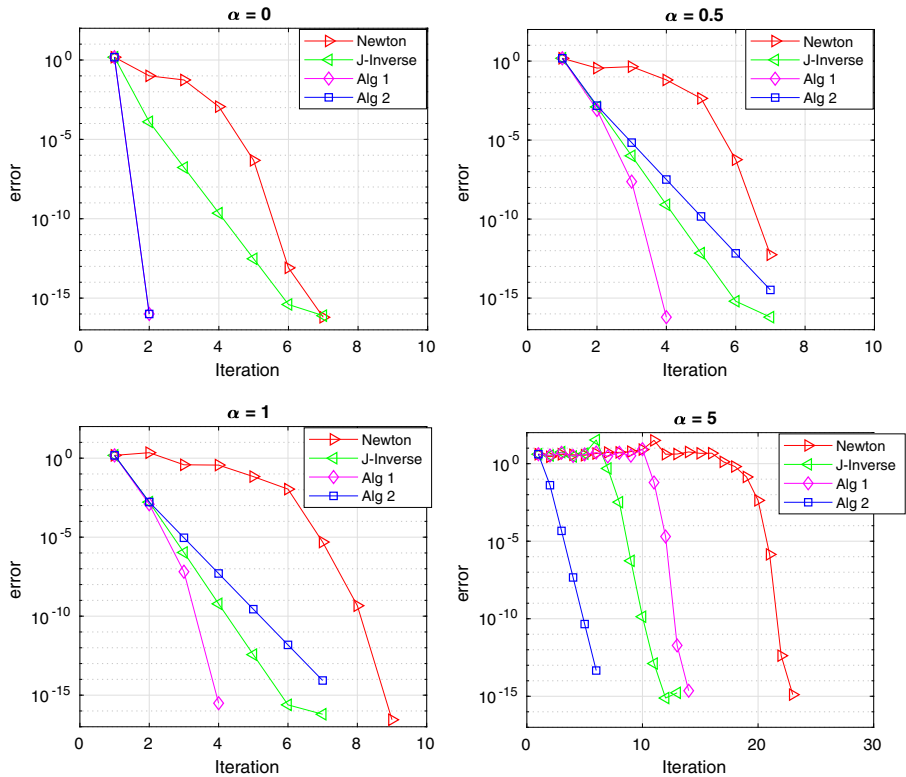 α = 0
error
10^0
10^-5
10^-10
10^-15
0 2 4 6 8 10
Iteration
Newton
J-Inverse
Alg 1
Alg 2
α = 0.5
error
10^0
10^-5
10^-10
10^-15
0 2 4 6 8 10
Iteration
Newton
J-Inverse
Alg 1
Alg 2
α = 1
error
10^0
10^-5
10^-10
10^-15
0 2 4 6 8 10
Iteration
Newton
J-Inverse
Alg 1
Alg 2
α = 5
error
10^0
10^-5
10^-10
10^-15
0 10 20 30
Iteration
Newton
J-Inverse
Alg 1
Alg 2